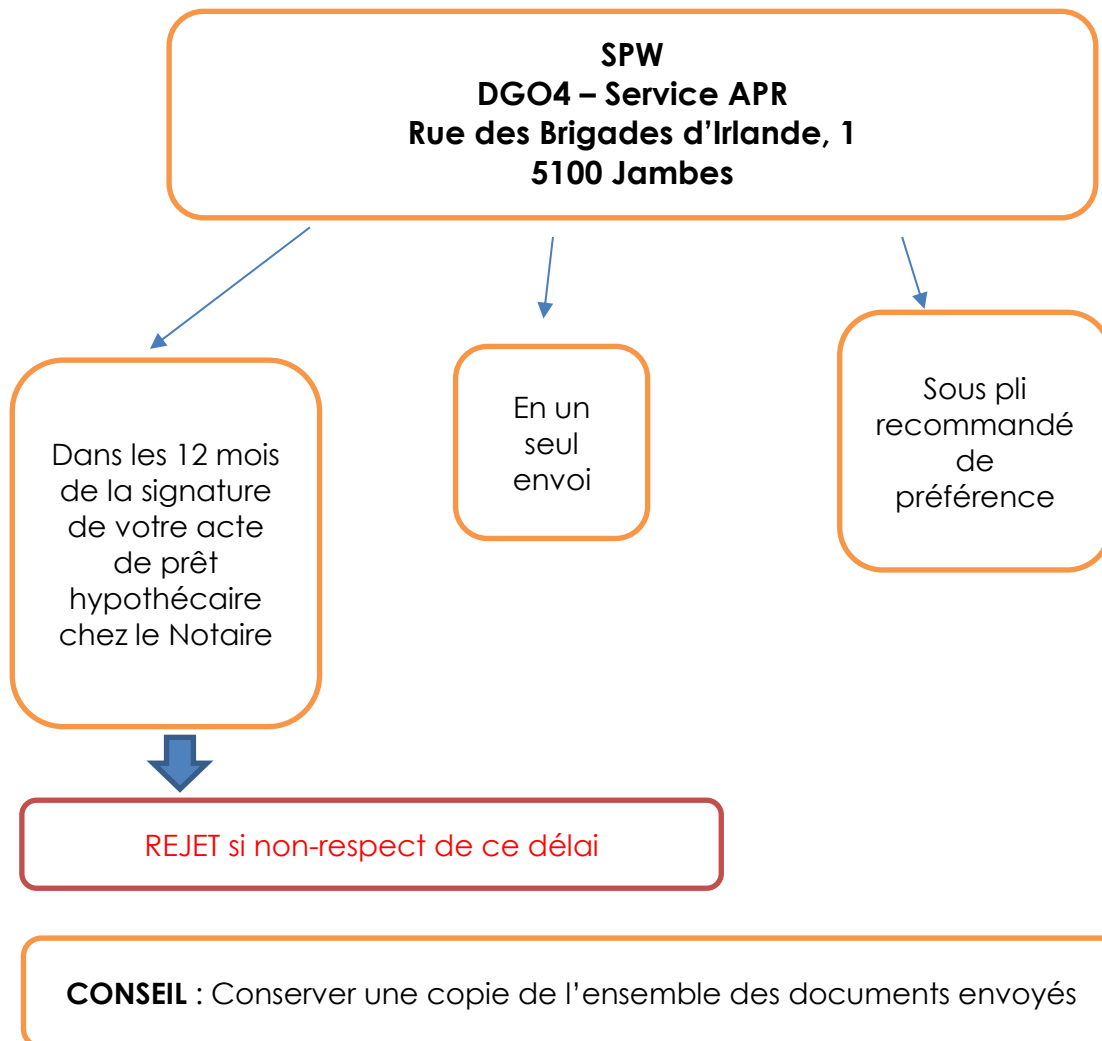 SPW
DGO4 – Service APR
Rue des Brigades d’Irlande, 1
5100 Jambes
Dans les 12 mois
de la signature
de votre acte
de prêt
hypothécaire
chez le Notaire
En un
seul
envoi
Sous pli
recommandé
de
préférence
REJET si non-respect de ce délai
CONSEIL : Conserver une copie de l’ensemble des documents envoyés